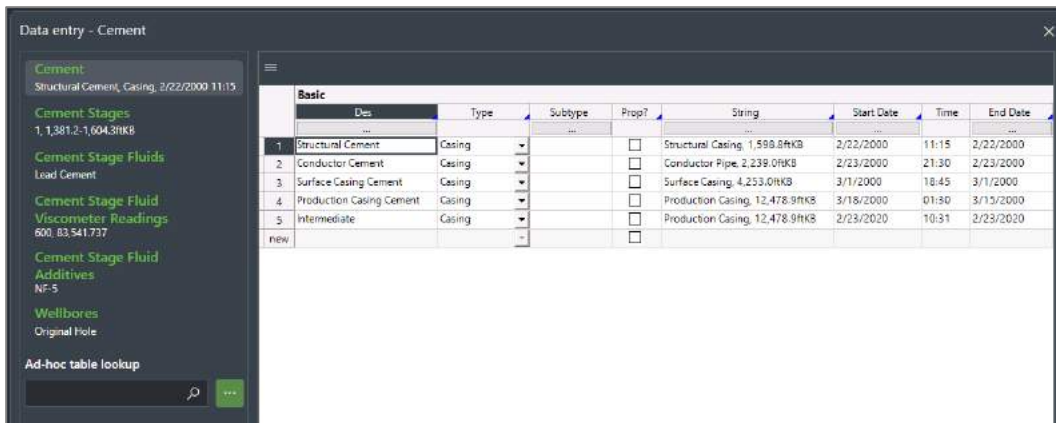 Data entry - Cement
Cement
Structural Cement, Casing, 2/22/2000 11:15
Cement Stages
1, 1,381.2-1,604.3ftKB
Cement Stage Fluids
Lead Cement
Cement Stage Fluid
Viscometer Readings
600, 83,541.737
Cement Stage Fluid
Additives
NF-5
Wellbores
Original Hole
Ad-hoc table lookup
...
Basic
Des Type Subtype Prop? String Start Date Time End Date
... ... ... ... ...
1 Structural Cement Casing Structural Casing, 1,598.8ftKB 2/22/2000 11:15 2/22/2000
2 Conductor Cement Casing Conductor Pipe, 2,239.0ftKB 2/23/2000 21:30 2/23/2000
3 Surface Casing Cement Casing Surface Casing, 4,253.0ftKB 3/1/2000 18:45 3/1/2000
4 Production Casing Cement Casing Production Casing, 12,478.9ftKB 3/18/2000 01:30 3/15/2000
5 Intermediate Casing Production Casing, 12,478.9ftKB 2/23/2020 10:31 2/23/2020
new